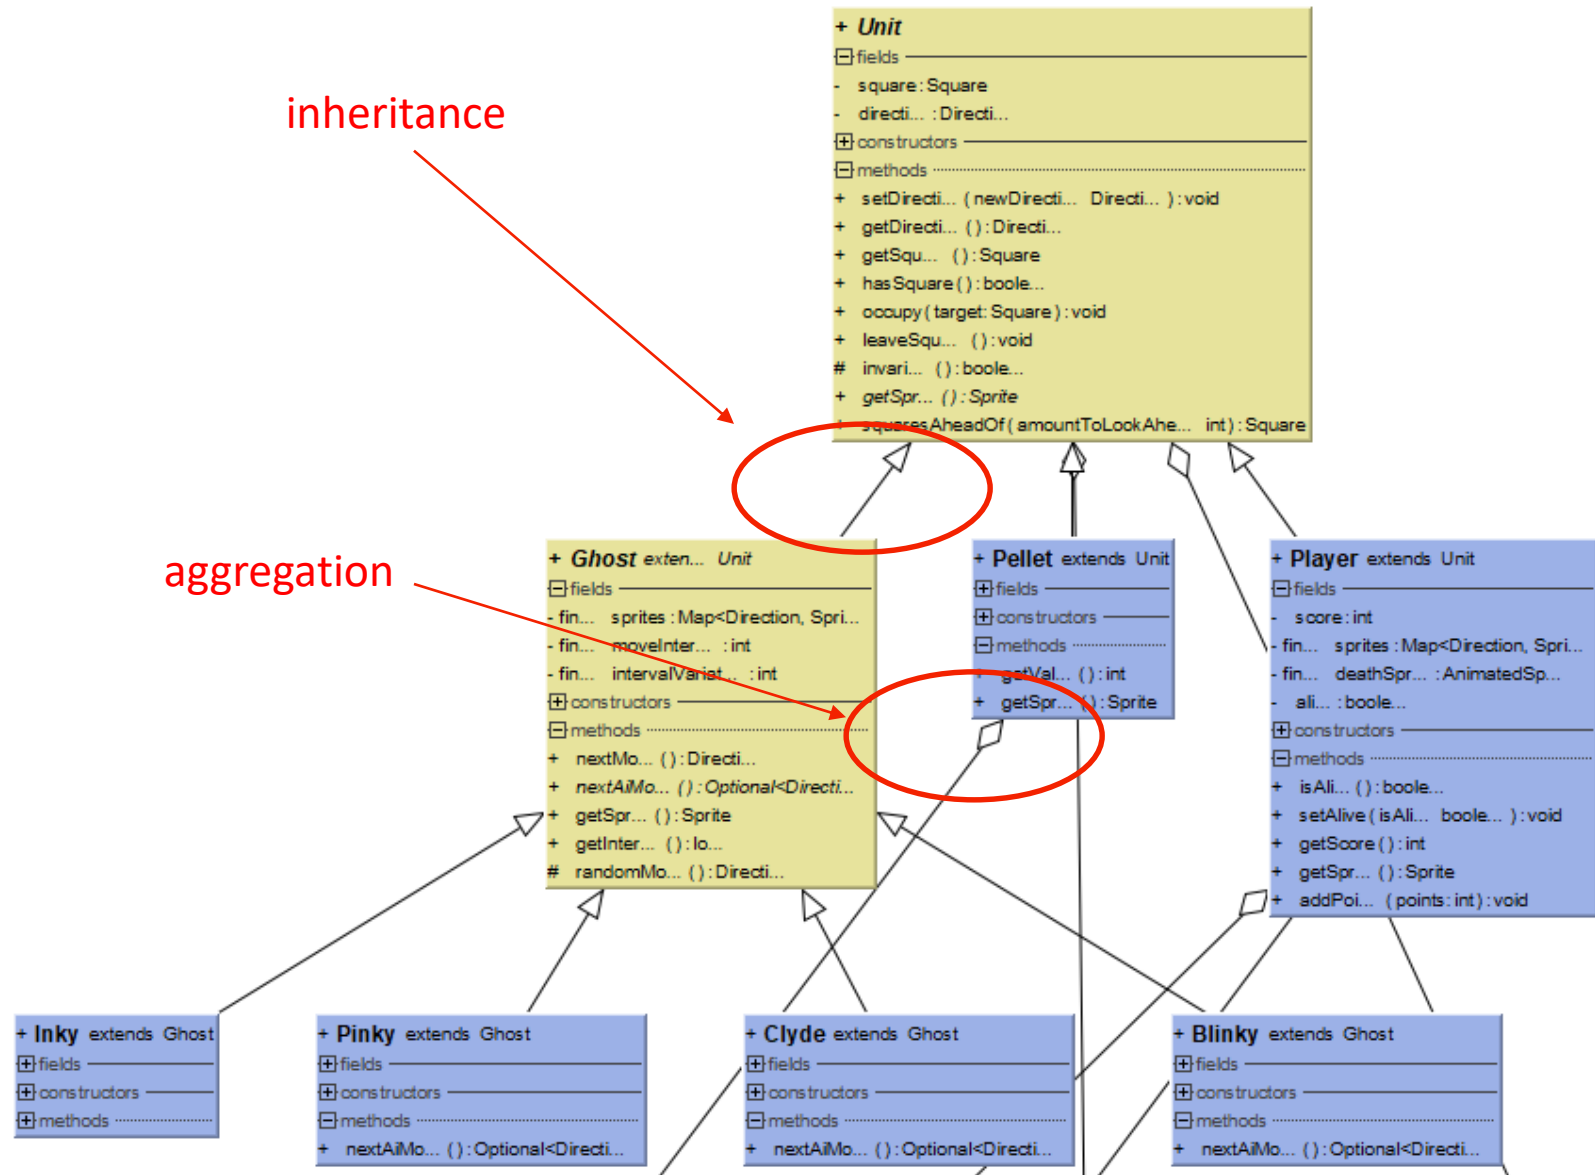 inheritance
aggregation
+ Unit
fields
- square: Square
- directi... : Directi...
constructors
methods
+ setDirecti... ( newDirecti... Directi... ): void
+ getDirecti... (): Directi...
+ getSqu... (): Square
+ hasSquare(): boole...
+ occupy( target: Square ): void
+ leaveSqu... (): void
# invari... (): boole...
+ getSpr... (): Sprite
+ squaresAheadOf( amountToLookAhe... int ): Square
+ Ghost exten... Unit
fields
- fin... sprites : Map<Direction, Spri...
- fin... moveInter... : int
- fin... intervalVariat... : int
constructors
methods
+ nextMo... (): Directi...
+ nextAiMo... (): Optional<Directi...
+ getSpr... (): Sprite
+ getInter... (): lo...
# randomMo... (): Directi...
+ Pellet extends Unit
fields
constructors
methods
+ getVal... (): int
+ getSpr... (): Sprite
+ Player extends Unit
fields
- score: int
- fin... sprites : Map<Direction, Spri...
- fin... deathSpr... : AnimatedSp...
- ali... : boole...
constructors
methods
+ isAli... (): boole...
+ setAlive( isAli... boole... ): void
+ getScore(): int
+ getSpr... (): Sprite
+ addPoi... ( points: int ): void
+ Inky extends Ghost
fields
constructors
methods
+ Pinky extends Ghost
fields
constructors
methods
+ nextAiMo... (): Optional<Directi...
+ Clyde extends Ghost
fields
constructors
methods
+ nextAiMo... (): Optional<Directi...
+ Blinky extends Ghost
fields
constructors
methods
+ nextAiMo... (): Optional<Directi...